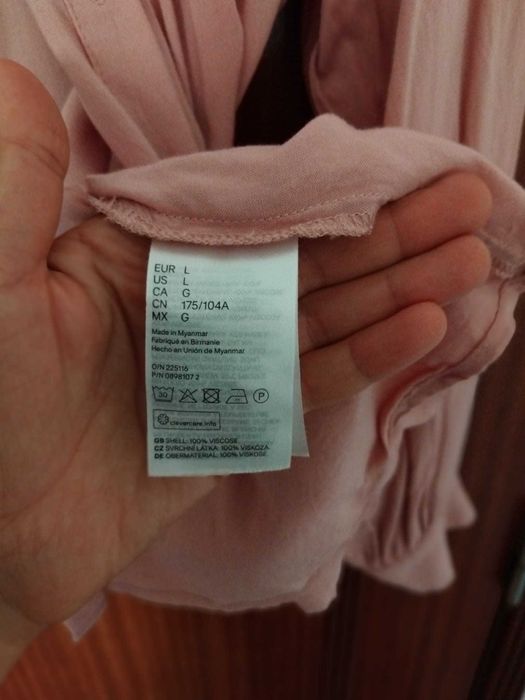 EUR L
US L
CA G
CN 175/104A
MX G
Made in Myanmar
Fabriqué en Birmanie
Hecho en Unión de Myanmar
O/N 225116
P/N 0898107 2
30 P
clevercare.info
GB SHELL: 100% VISCOSE
CZ SVRCHNÍ LÁTKA: 100% VISKÓZA
DE OBERMATERIAL: 100% VISKOSE